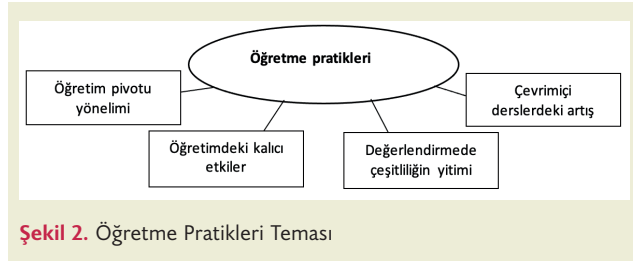 Öğretme pratikleri
Öğretim pivotu
yönelimi
Çevrimiçi
derslerdeki artış
Öğretimdeki kalıcı
etkiler
Değerlendirmede
çeşitliliğin yitimi
Şekil 2. Öğretme Pratikleri Teması